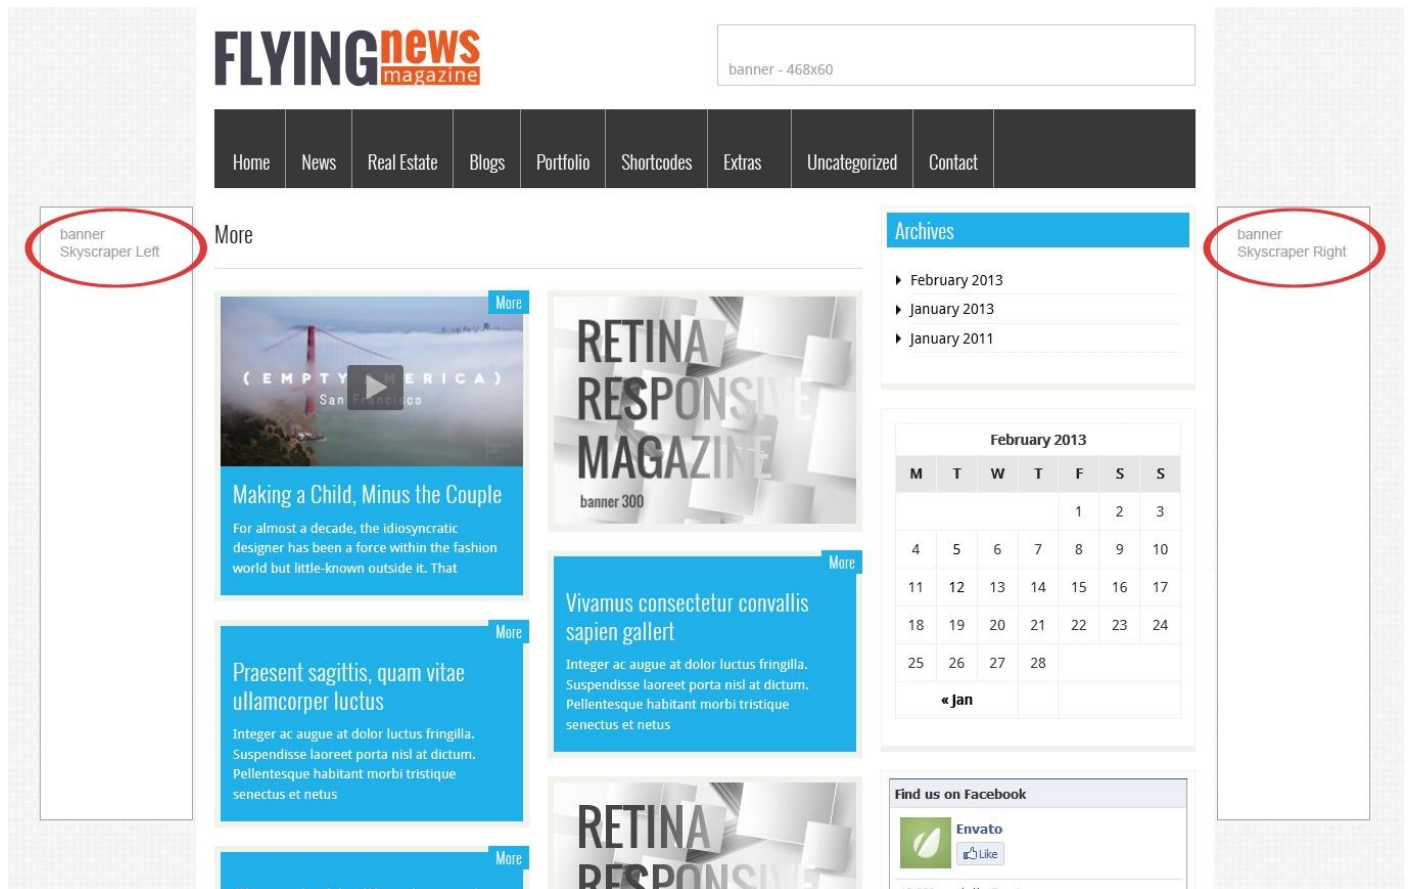 FLYINGnews
magazine
banner - 468x60
Home
News
Real Estate
Blogs
Portfolio
Shortcodes
Extras
Uncategorized
Contact
banner
Skyscraper Left
More
More
(EMPTY AMERICA)
San Francisco
Making a Child, Minus the Couple
For almost a decade, the idiosyncratic
designer has been a force within the fashion
world but little-known outside it. That
More
Praesent sagittis, quam vitae
ullamcorper luctus
Integer ac augue at dolor luctus fringilla.
Suspendisse laoreet porta nisl at dictum.
Pellentesque habitant morbi tristique
senectus et netus
More
RETINA
RESPONSIVE
MAGAZINE
banner 300
More
Vivamus consectetur convallis
sapien gallert
Integer ac augue at dolor luctus fringilla.
Suspendisse laoreet porta nisl at dictum.
Pellentesque habitant morbi tristique
senectus et netus
RETINA
RESPONSIVE
Archives
February 2013
January 2013
January 2011
February 2013
M T W T F S S
1 2 3
4 5 6 7 8 9 10
11 12 13 14 15 16 17
18 19 20 21 22 23 24
25 26 27 28
« Jan
Find us on Facebook
Envato
Like
banner
Skyscraper Right